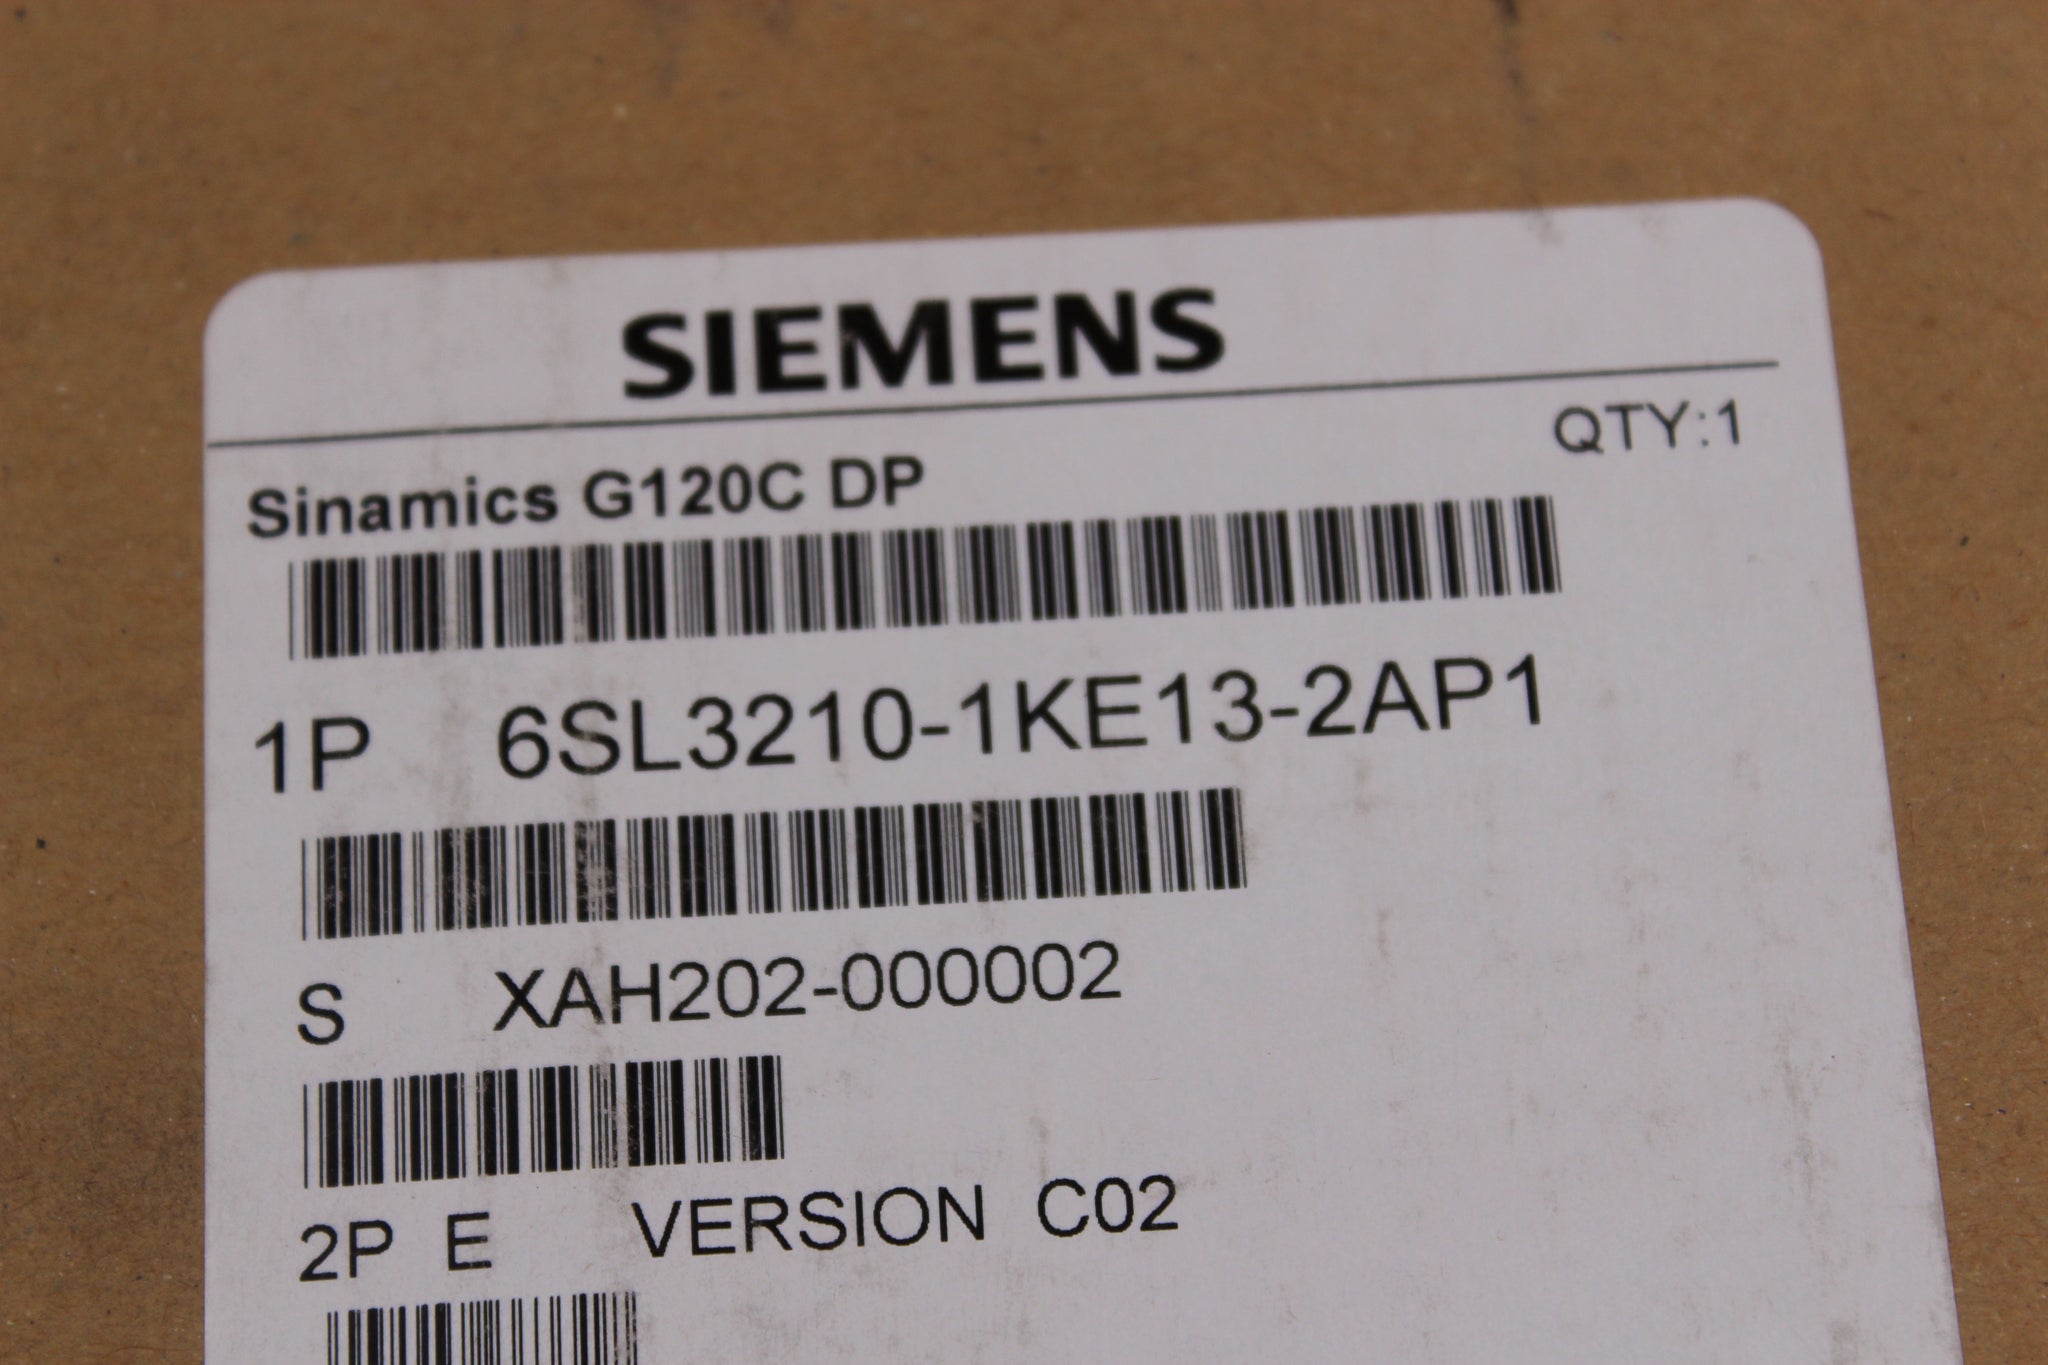 SIEMENS
QTY:1
Sinamics G120C DP
1P 6SL3210-1KE13-2AP1
S XAH202-000002
2P E VERSION C02